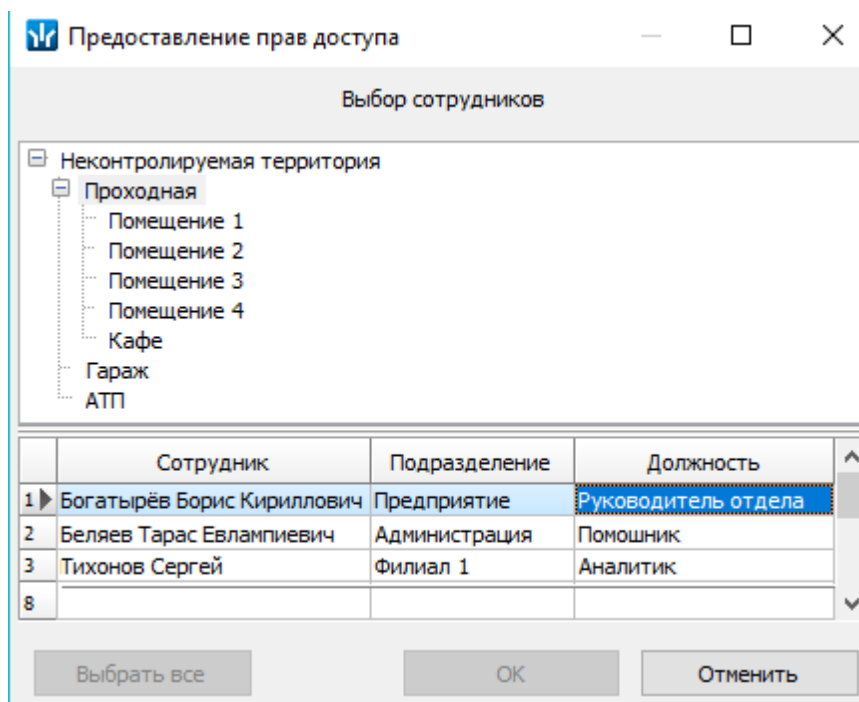 Предоставление прав доступа
Выбор сотрудников
Неконтролируемая территория
Проходная
Помещение 1
Помещение 2
Помещение 3
Помещение 4
Кафе
Гараж
АТП
Сотрудник Подразделение Должность
1 Богатырёв Борис Кириллович Предприятие Руководитель отдела
2 Беляев Тарас Евлампиевич Администрация Помошник
3 Тихонов Сергей Филиал 1 Аналитик
8
Выбрать все ОК Отменить